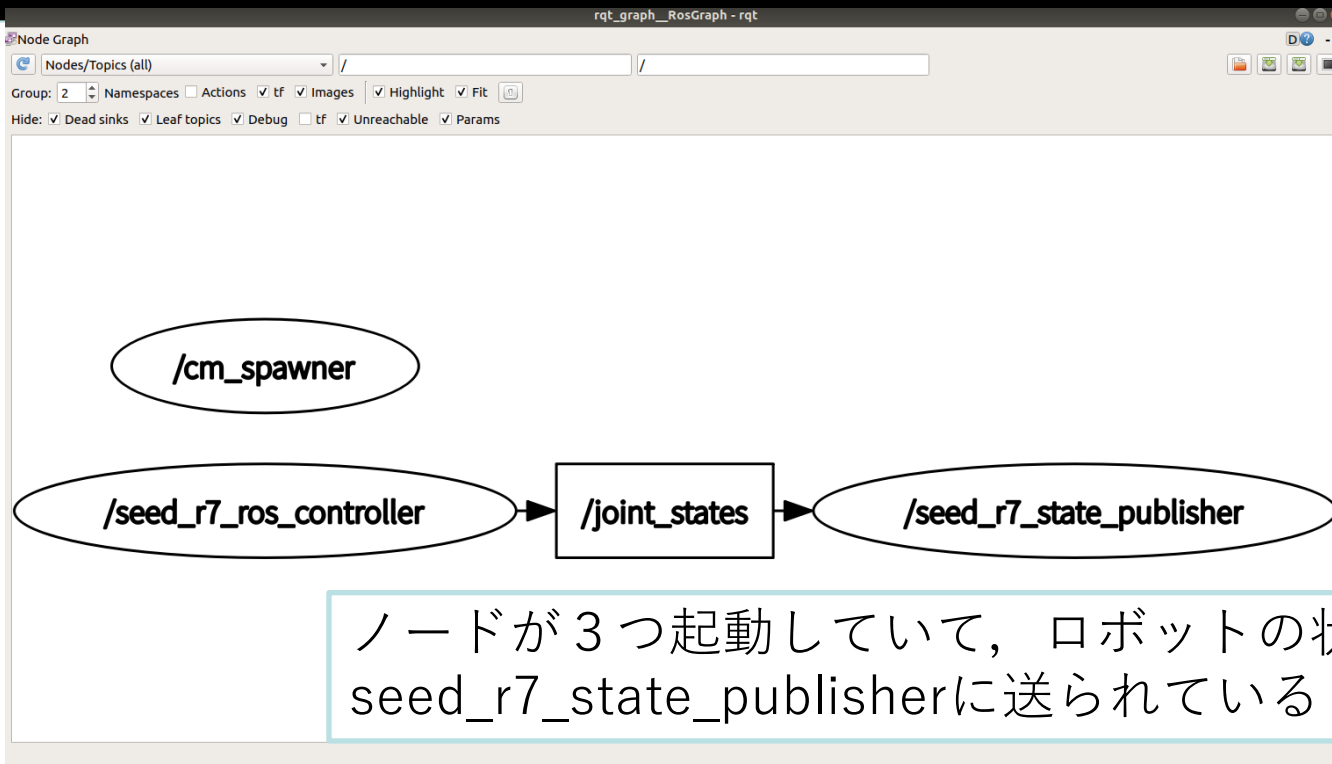 rqt_graph__RosGraph - rqt
Node Graph
D ? -
Nodes/Topics (all) / /
Group: 2 Namespaces Actions tf Images Highlight Fit
Hide: Dead sinks Leaf topics Debug tf Unreachable Params
/cm_spawner
/seed_r7_ros_controller /joint_states /seed_r7_state_publisher
ノードが３つ起動していて，ロボットの
seed_r7_state_publisherに送られている